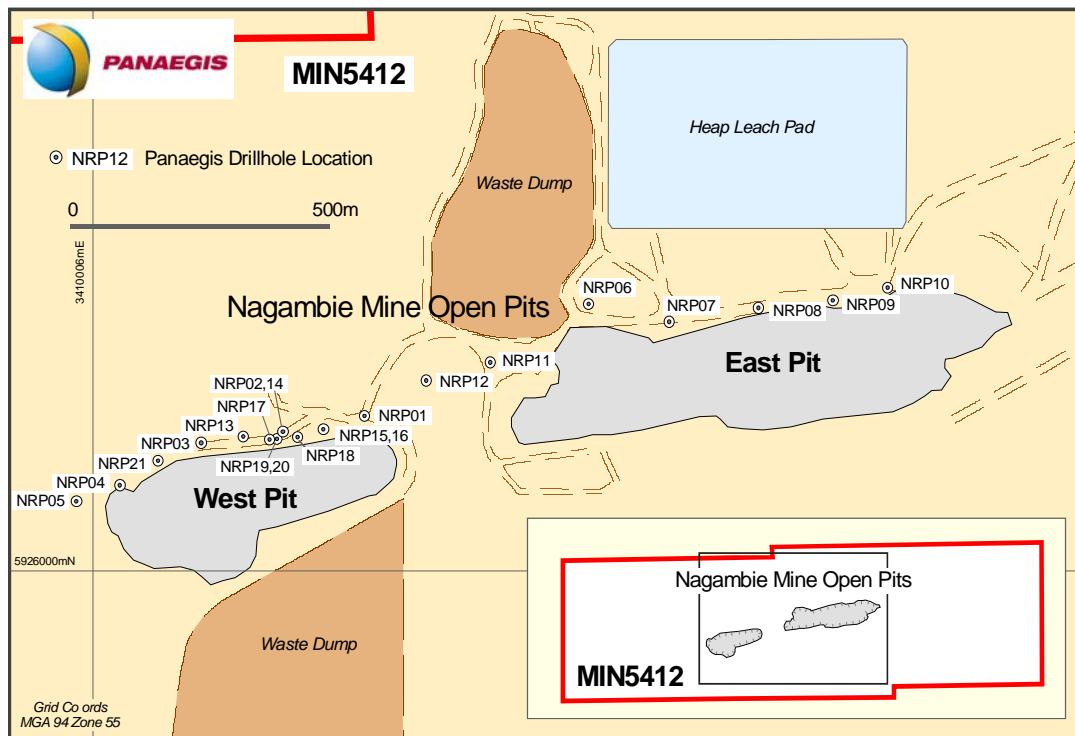 PANAEGIS
MIN5412
NRP12 Panaegis Drillhole Location
0 500m
3410006mE
Heap Leach Pad
Waste Dump
Nagambie Mine Open Pits
NRP06
NRP07
NRP08
NRP09
NRP10
East Pit
NRP11
NRP12
NRP02,14
NRP17
NRP13
NRP03
NRP21
NRP04
NRP05
NRP01
NRP15,16
NRP18
NRP19,20
West Pit
5926000mN
Waste Dump
Grid Co ords
MGA 94 Zone 55
Nagambie Mine Open Pits
MIN5412